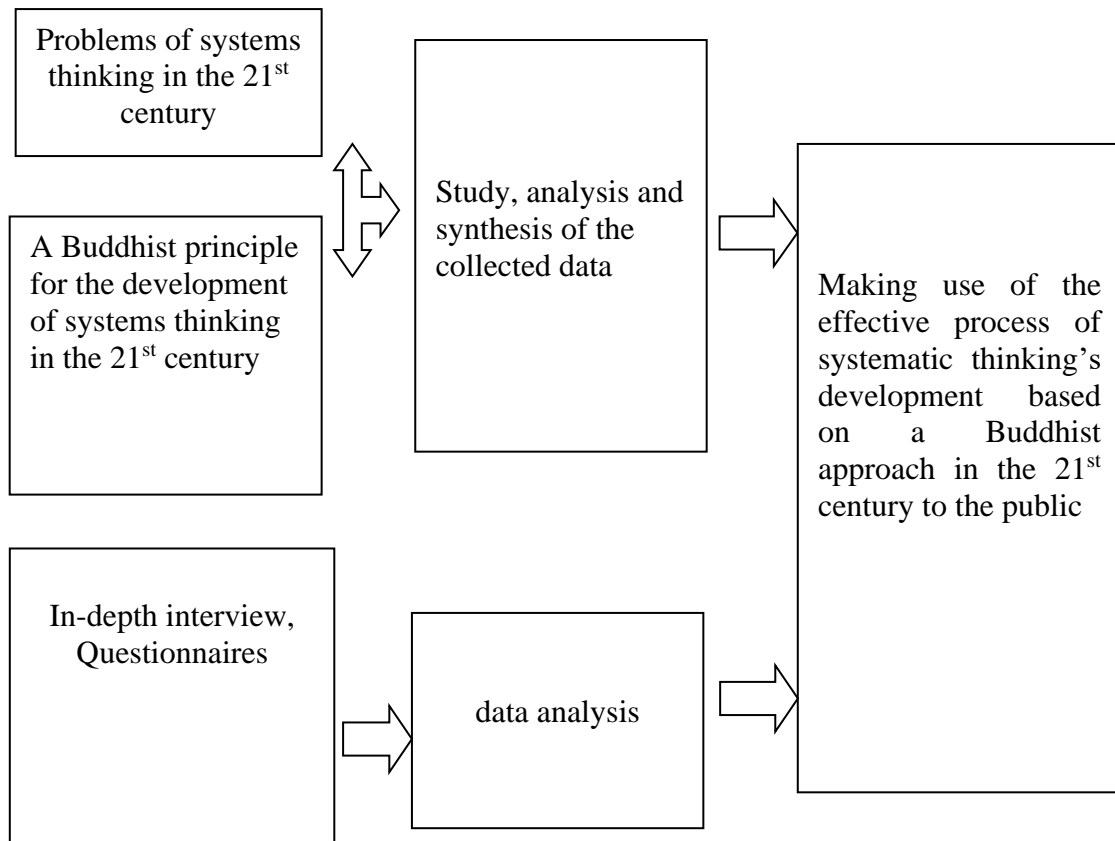 Problems of systems
thinking in the 21st
century
A Buddhist principle
for the development
of systems thinking
in the 21st century
Study, analysis and
synthesis of the
collected data
Making use of the
effective process of
systematic thinking’s
development based
on a Buddhist
approach in the 21st
century to the public
In-depth interview,
Questionnaires
data analysis